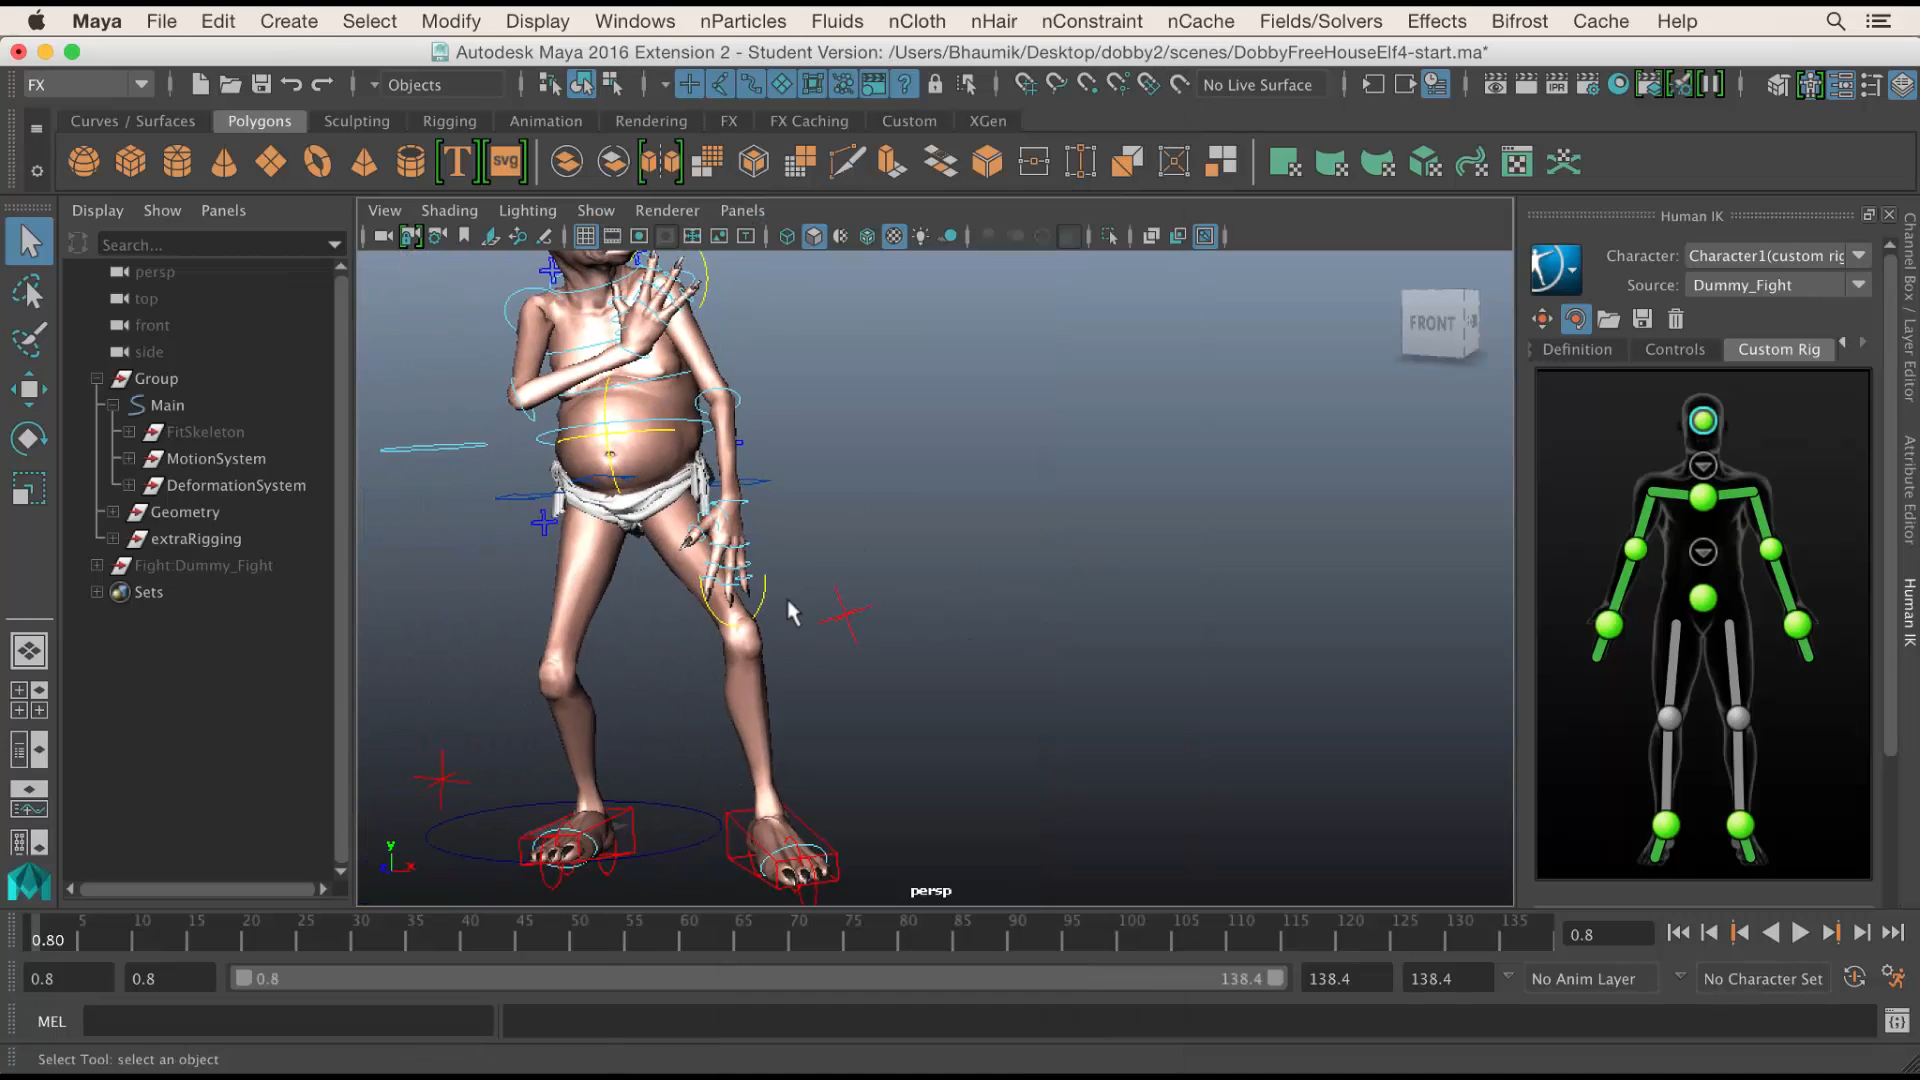 Maya File Edit Create Select Modify Display Windows nParticles Fluids nCloth nHair nConstraint nCache Fields/Solvers Effects Bifrost Cache Help
Autodesk Maya 2016 Extension 2 - Student Version: /Users/Bhaumik/Desktop/dobby2/scenes/DobbyFreeHouseElf4-start.ma*
FX Objects No Live Surface IPR
Curves / Surfaces Polygons Sculpting Rigging Animation Rendering FX FX Caching Custom XGen
T svg
Display Show Panels
Search...
persp
top
front
side
Group
Main
FitSkeleton
MotionSystem
DeformationSystem
Geometry
extraRigging
Fight:Dummy_Fight
Sets
View Shading Lighting Show Renderer Panels
FRONT
y
x
persp
Human IK
Character: Character1(custom rig
Source: Dummy_Fight
Definition Controls Custom Rig
Channel Box / Layer Editor
Attribute Editor
Human IK
5 10 15 20 25 30 35 40 45 50 55 60 65 70 75 80 85 90 95 100 105 110 115 120 125 130 135
0.80 0.8
0.8 0.8 0.8 138.4 138.4 138.4 No Anim Layer No Character Set
MEL
Select Tool: select an object